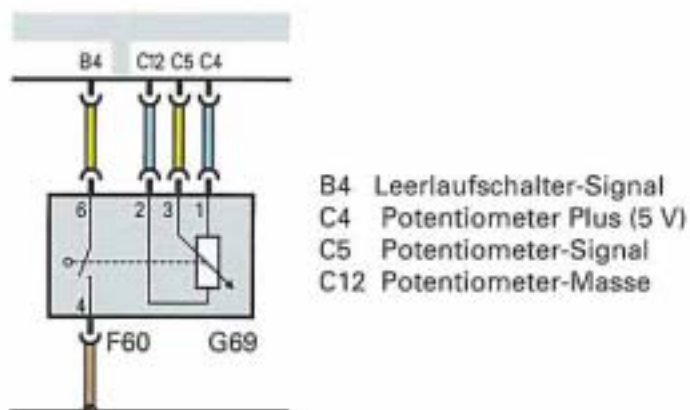 B4 C12 C5 C4
6 2 3 1
4
F60 G69
B4 Leerlaufschalter-Signal
C4 Potentiometer Plus (5 V)
C5 Potentiometer-Signal
C12 Potentiometer-Masse